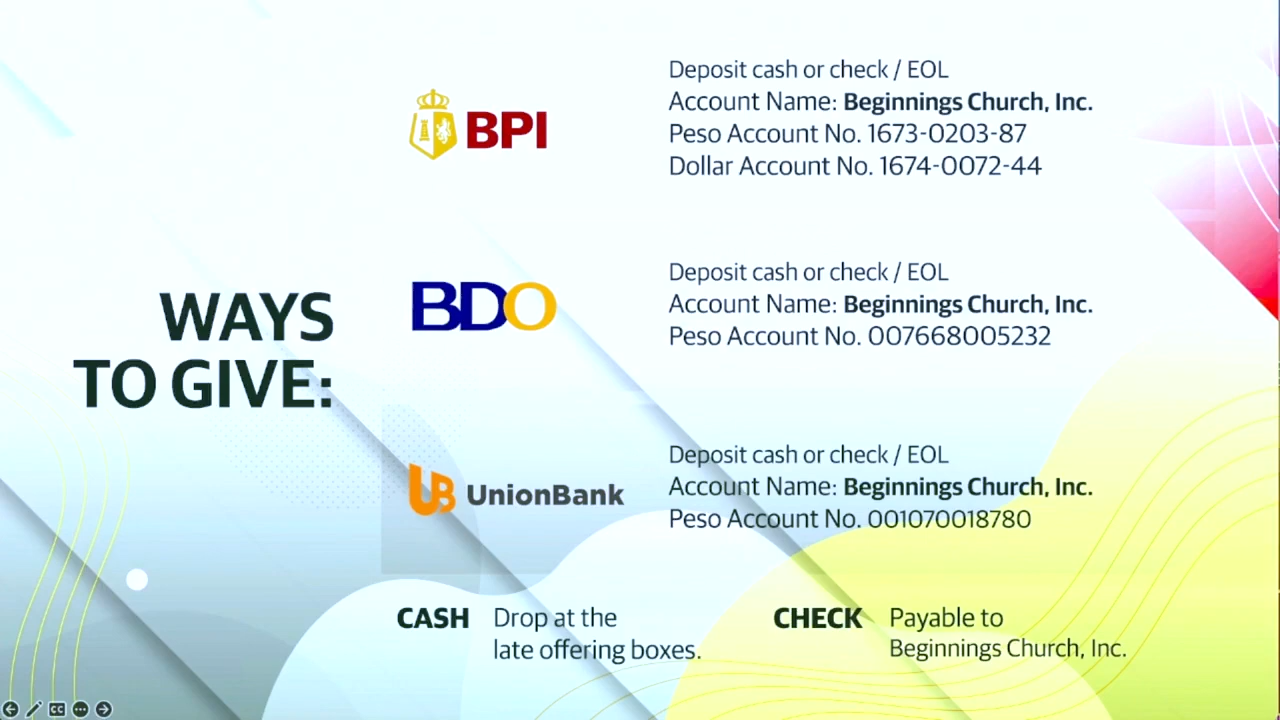 WAYS
TO GIVE:
BPI
Deposit cash or check / EOL
Account Name: Beginnings Church, Inc.
Peso Account No. 1673-0203-87
Dollar Account No. 1674-0072-44
BDO
Deposit cash or check / EOL
Account Name: Beginnings Church, Inc.
Peso Account No. 007668005232
UB UnionBank
Deposit cash or check / EOL
Account Name: Beginnings Church, Inc.
Peso Account No. 001070018780
CASH Drop at the
late offering boxes.
CHECK Payable to
Beginnings Church, Inc.
CC